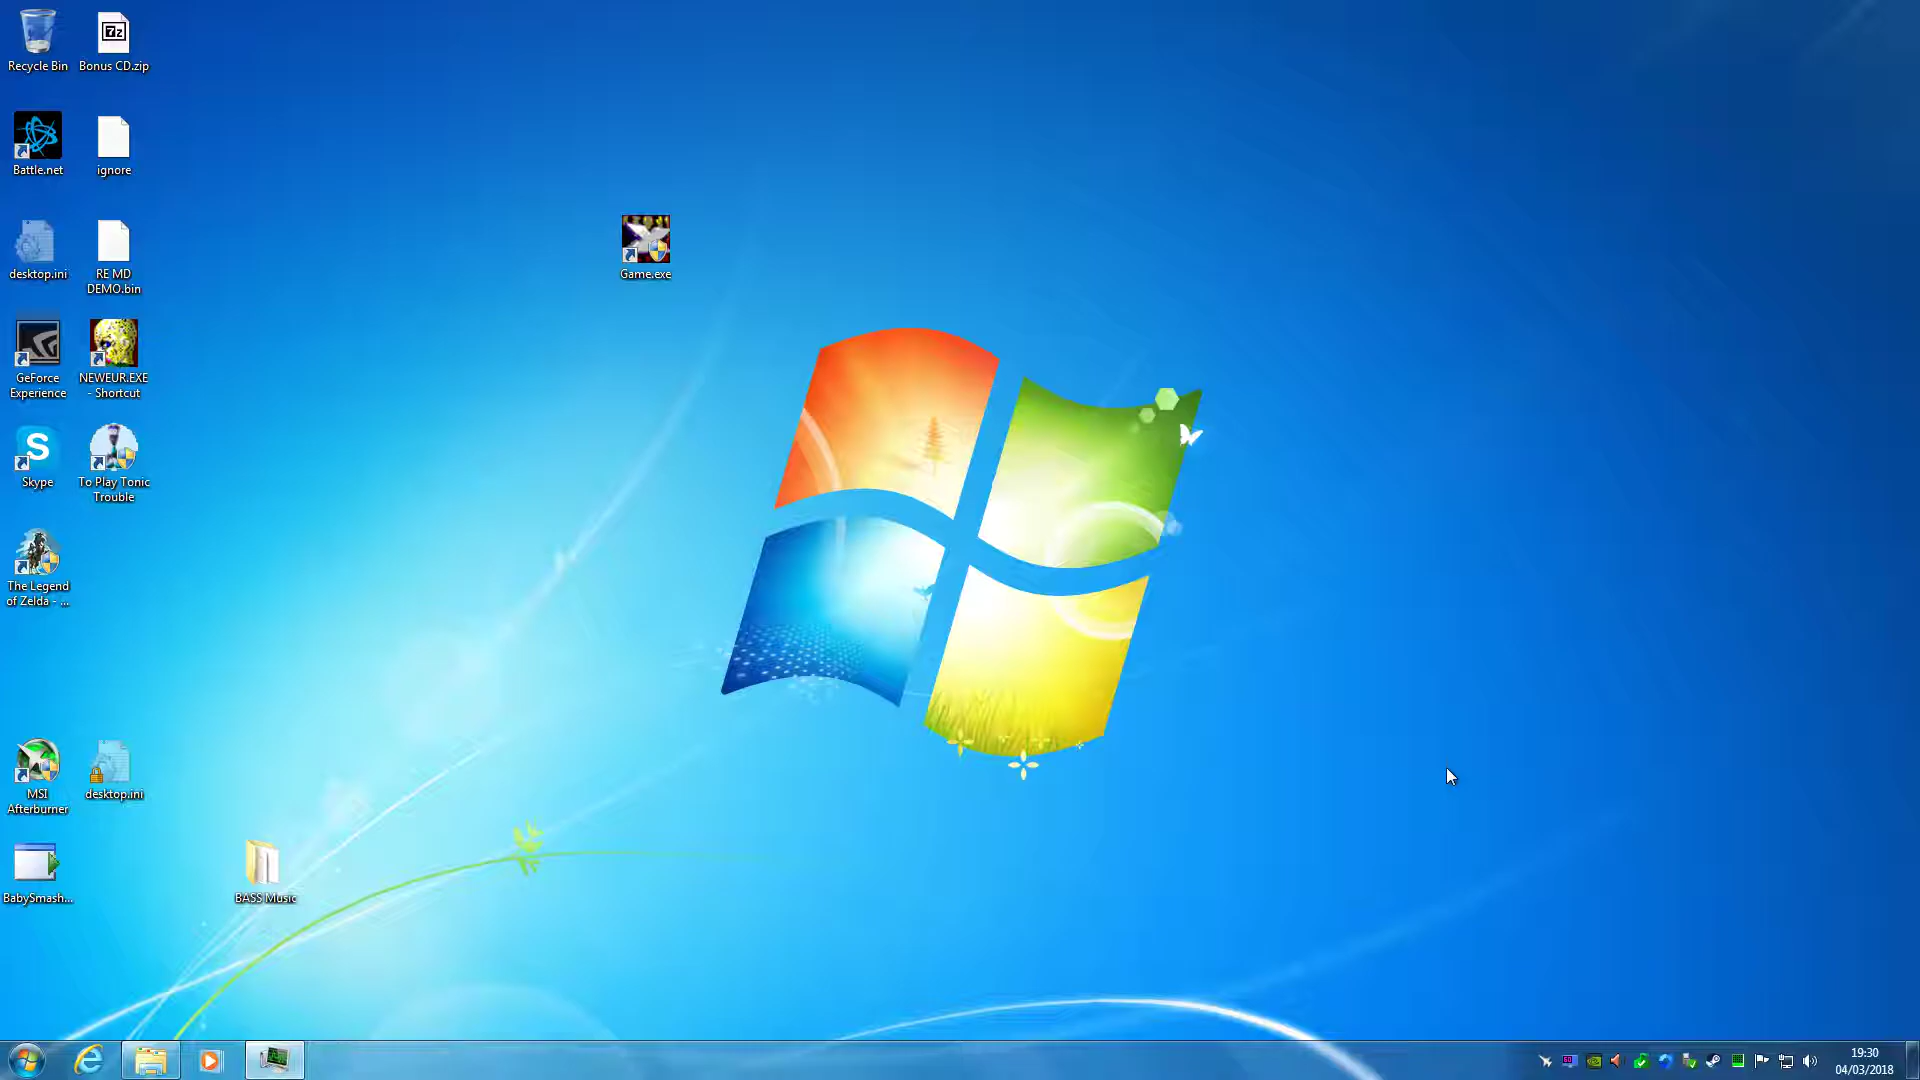 Recycle Bin
Bonus CD.zip
Battle.net
ignore
desktop.ini
RE MD
DEMO.bin
Game.exe
GeForce
Experience
NEWEUR.EXE
- Shortcut
Skype
To Play Tonic
Trouble
The Legend
of Zelda - ...
MSI
Afterburner
desktop.ini
BabySmash...
BASS Music
19:30
04/03/2018